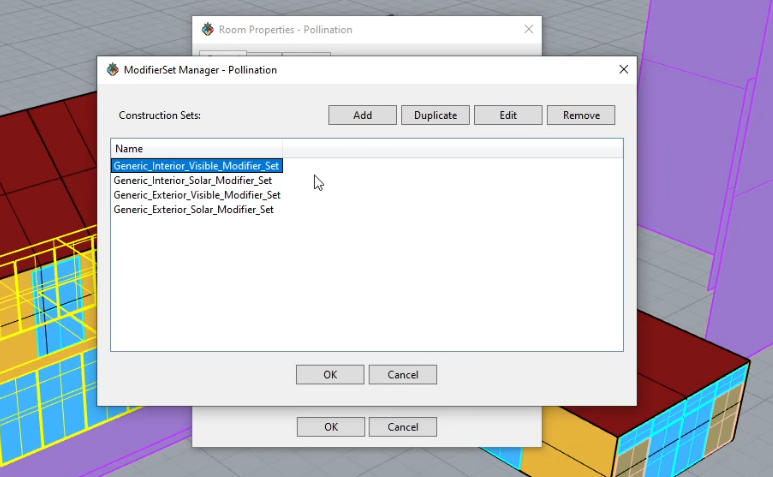 Room Properties - Pollination
ModifierSet Manager - Pollination
Construction Sets:
Add
Duplicate
Edit
Remove
Name
Generic_Interior_Visible_Modifier_Set
Generic_Interior_Solar_Modifier_Set
Generic_Exterior_Visible_Modifier_Set
Generic_Exterior_Solar_Modifier_Set
OK
Cancel
OK
Cancel